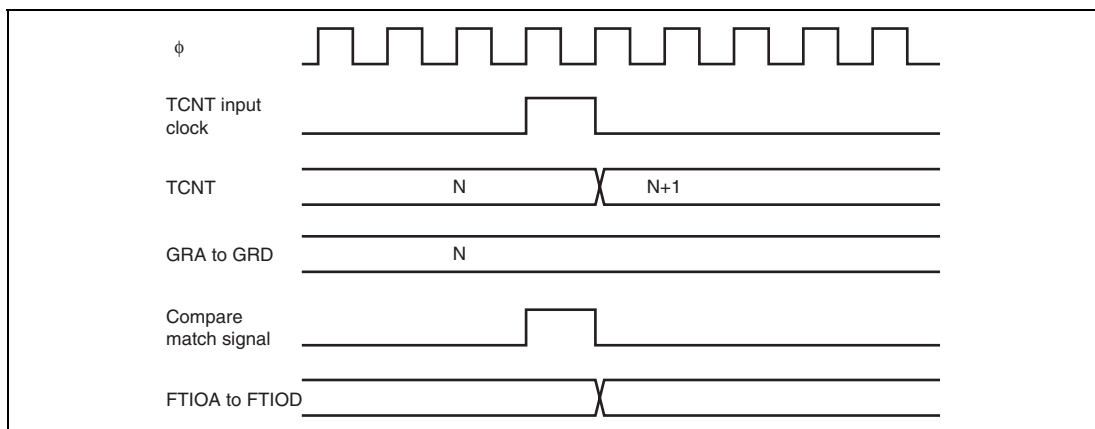 ϕ
TCNT input
clock
TCNT
N
N+1
GRA to GRD
N
Compare
match signal
FTIOA to FTIOD